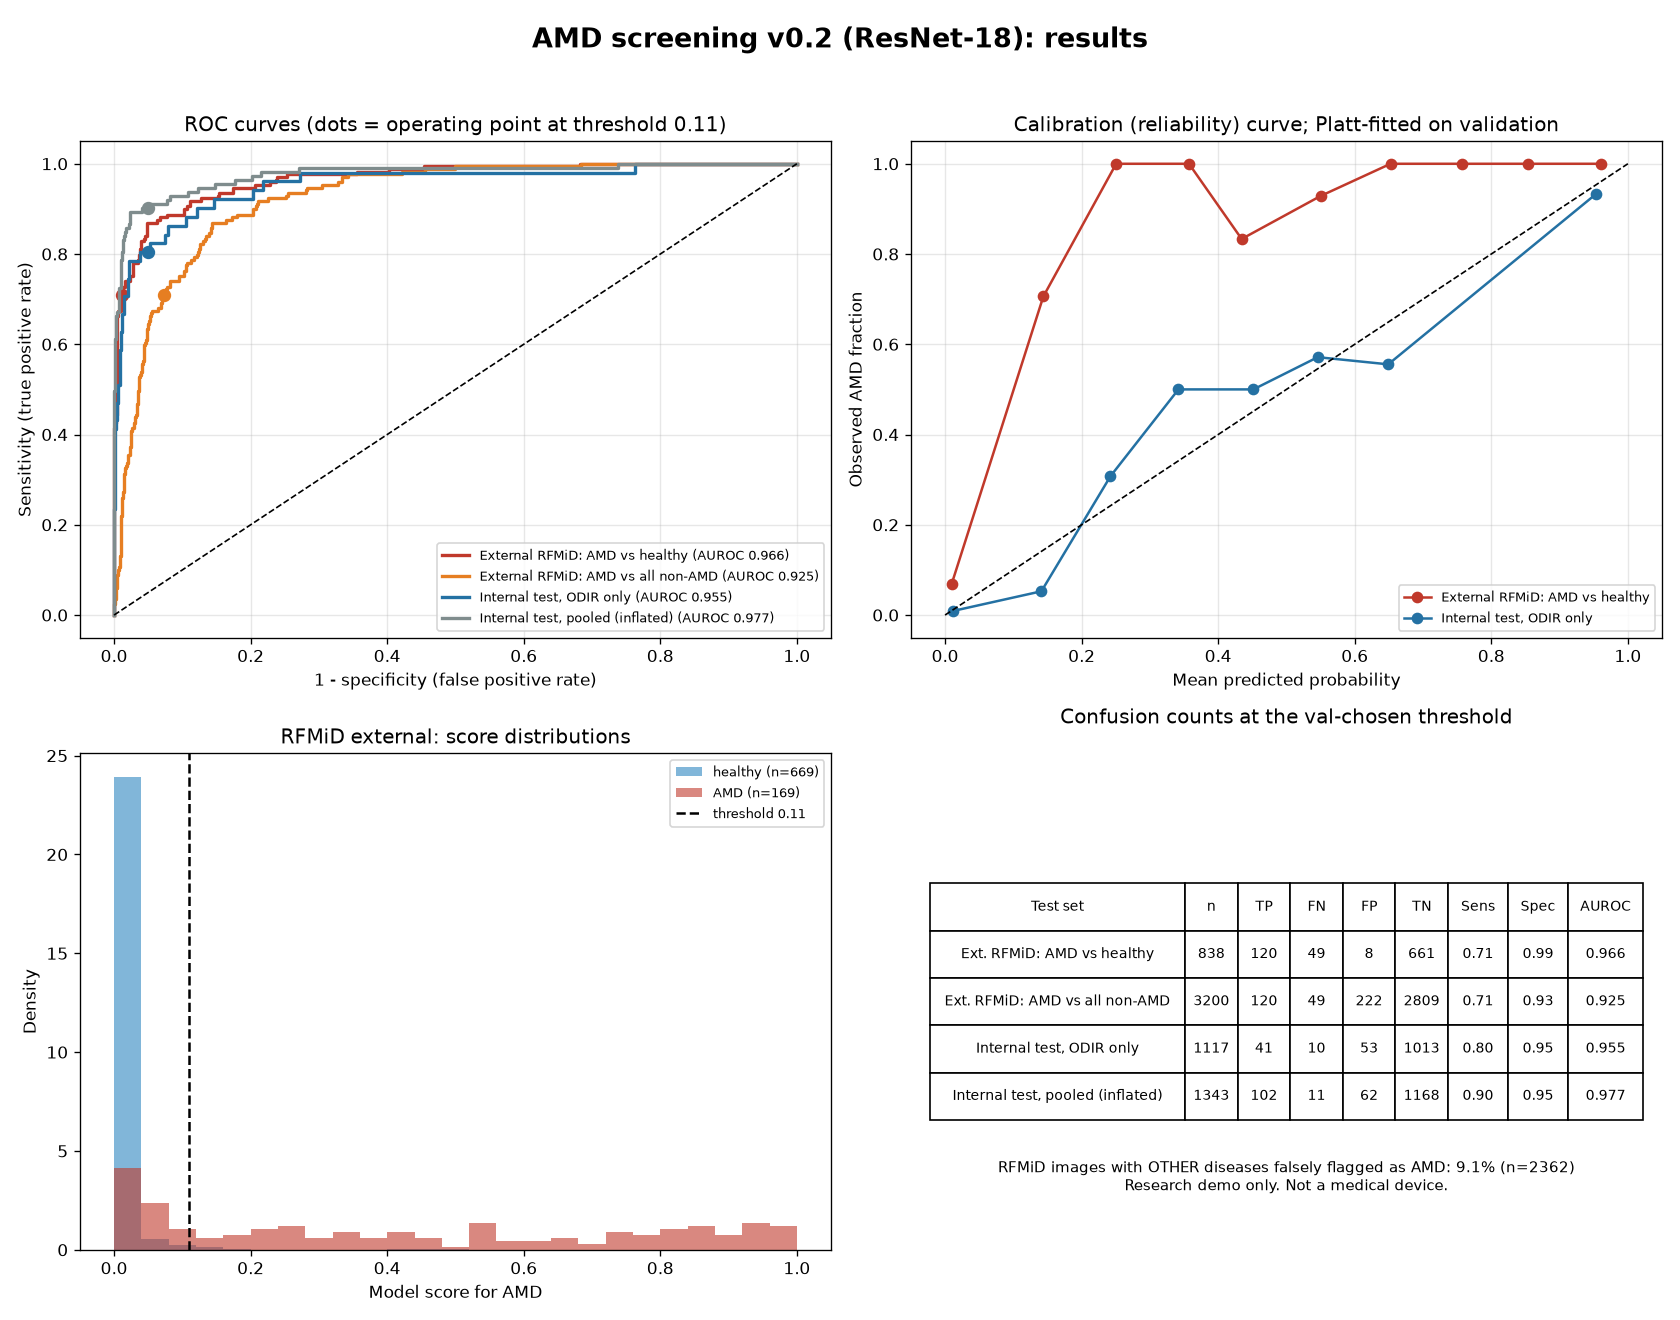 AMD screening v0.2 (ResNet-18): results
ROC curves (dots = operating point at threshold 0.11)
Sensitivity (true positive rate)
1.0
0.8
0.6
0.4
0.2
0.0
External RFMiD: AMD vs healthy (AUROC 0.966)
External RFMiD: AMD vs all non-AMD (AUROC 0.925)
Internal test, ODIR only (AUROC 0.955)
Internal test, pooled (inflated) (AUROC 0.977)
0.0 0.2 0.4 0.6 0.8 1.0
1 - specificity (false positive rate)
Calibration (reliability) curve; Platt-fitted on validation
Observed AMD fraction
1.0
0.8
0.6
0.4
0.2
0.0
External RFMiD: AMD vs healthy
Internal test, ODIR only
0.0 0.2 0.4 0.6 0.8 1.0
Mean predicted probability
RFMiD external: score distributions
Density
25
20
15
10
5
0
healthy (n=669)
AMD (n=169)
threshold 0.11
0.0 0.2 0.4 0.6 0.8 1.0
Model score for AMD
Confusion counts at the val-chosen threshold
Test set n TP FN FP TN Sens Spec AUROC
Ext. RFMiD: AMD vs healthy 838 120 49 8 661 0.71 0.99 0.966
Ext. RFMiD: AMD vs all non-AMD 3200 120 49 222 2809 0.71 0.93 0.925
Internal test, ODIR only 1117 41 10 53 1013 0.80 0.95 0.955
Internal test, pooled (inflated) 1343 102 11 62 1168 0.90 0.95 0.977
RFMiD images with OTHER diseases falsely flagged as AMD: 9.1% (n=2362)
Research demo only. Not a medical device.